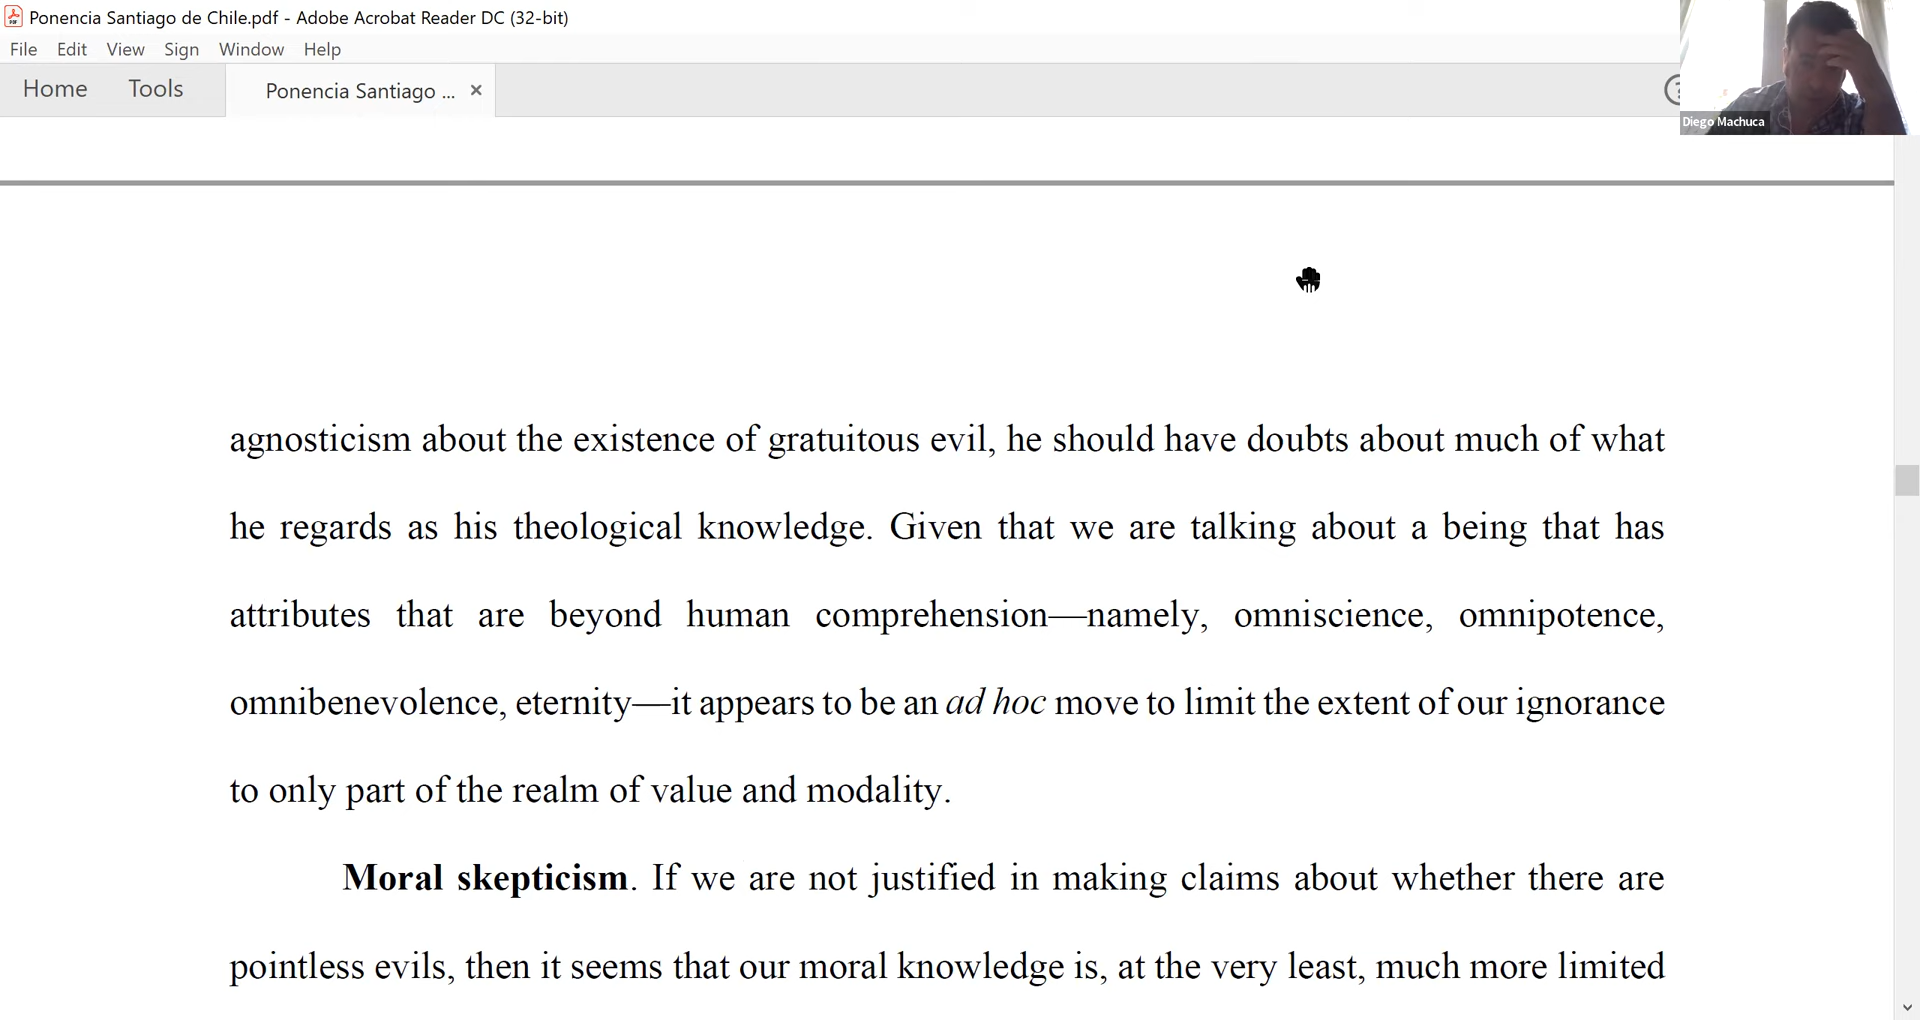 Ponencia Santiago de Chile.pdf - Adobe Acrobat Reader DC (32-bit)
File Edit View Sign Window Help
Home Tools Ponencia Santiago ... ×
?
Diego Machuca
agnosticism about the existence of gratuitous evil, he should have doubts about much of what
he regards as his theological knowledge. Given that we are talking about a being that has
attributes that are beyond human comprehension—namely, omniscience, omnipotence,
omnibenevolence, eternity—it appears to be an ad hoc move to limit the extent of our ignorance
to only part of the realm of value and modality.
Moral skepticism. If we are not justified in making claims about whether there are
pointless evils, then it seems that our moral knowledge is, at the very least, much more limited